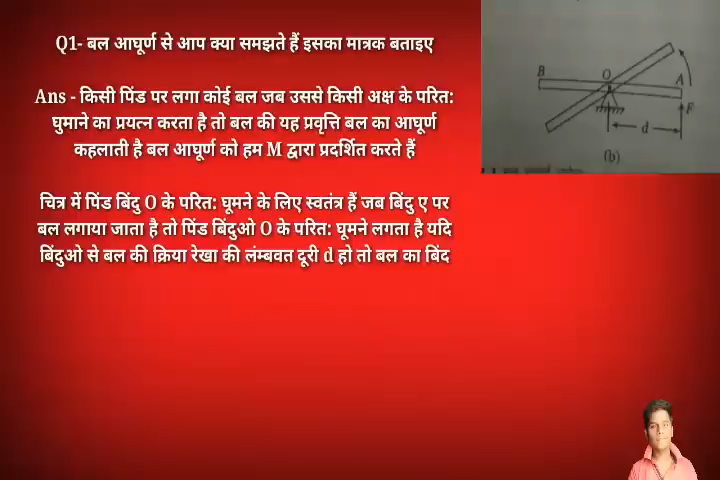 Q1- बल आघूर्ण से आप क्या समझते हैं इसका मात्रक बताइए
Ans - किसी पिंड पर लगा कोई बल जब उससे किसी अक्ष के परित:
घुमाने का प्रयत्न करता है तो बल की यह प्रवृत्ति बल का आघूर्ण
कहलाती है बल आघूर्ण को हम M द्वारा प्रदर्शित करते हैं
चित्र में पिंड बिंदु O के परित: घूमने के लिए स्वतंत्र हैं जब बिंदु ए पर
बल लगाया जाता है तो पिंड बिंदुओ O के परित: घूमने लगता है यदि
बिंदुओ से बल की क्रिया रेखा की लंम्बवत दूरी d हो तो बल का बिंद
B
O
A
F
d
(b)